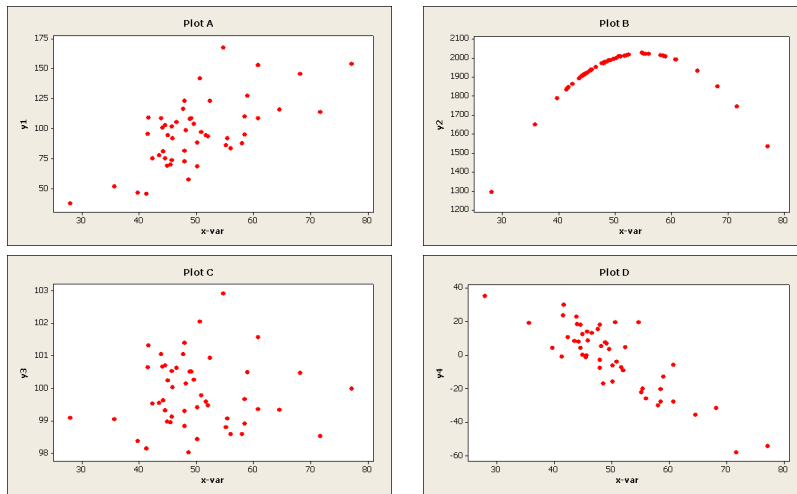 Plot A
y1
175
150
125
100
75
50
30 40 50 60 70 80
x-var
Plot B
y2
2100
2000
1900
1800
1700
1600
1500
1400
1300
1200
30 40 50 60 70 80
x-var
Plot C
y3
103
102
101
100
99
98
30 40 50 60 70 80
x-var
Plot D
y4
40
20
0
-20
-40
-60
30 40 50 60 70 80
x-var